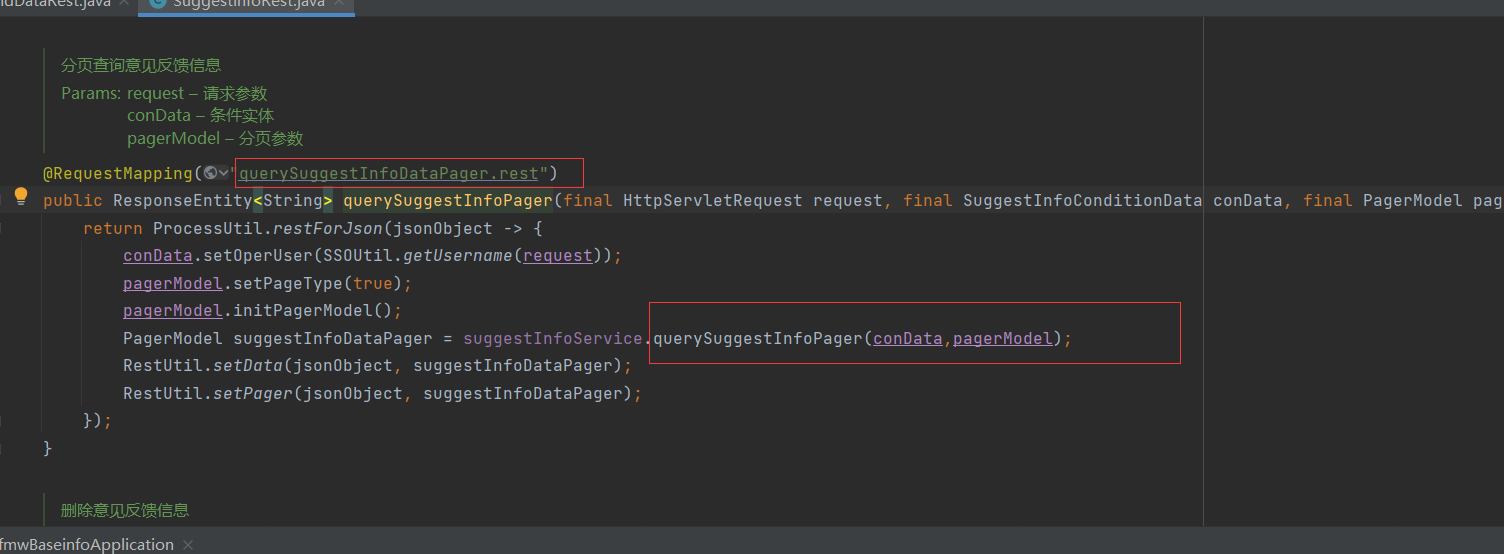 ndDataRest.java × SuggestInfoRest.java ×
分页查询意见反馈信息
Params: request – 请求参数
conData – 条件实体
pagerModel – 分页参数
@RequestMapping("querySuggestInfoDataPager.rest")
public ResponseEntity<String> querySuggestInfoPager(final HttpServletRequest request, final SuggestInfoConditionData conData, final PagerModel pag
return ProcessUtil.restForJson(jsonObject -> {
conData.setOperUser(SSOUtil.getUsername(request));
pagerModel.setPageType(true);
pagerModel.initPagerModel();
PagerModel suggestInfoDataPager = suggestInfoService.querySuggestInfoPager(conData,pagerModel);
RestUtil.setData(jsonObject, suggestInfoDataPager);
RestUtil.setPager(jsonObject, suggestInfoDataPager);
});
}
删除意见反馈信息
fmwBaseinfoApplication ×